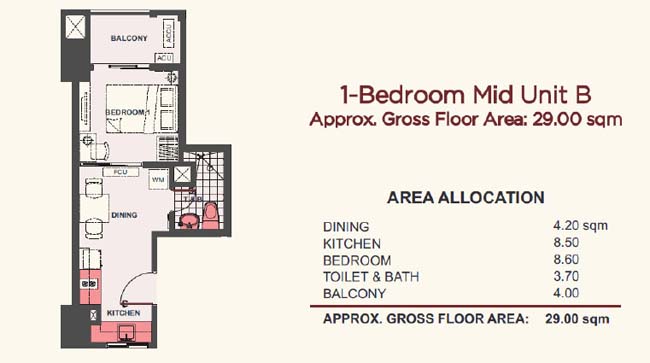 BALCONY
ACCU
ACU
BEDROOM 1
FCU
WM
T & B
DINING
KITCHEN
1-Bedroom Mid Unit B
Approx. Gross Floor Area: 29.00 sqm
AREA ALLOCATION
DINING 4.20 sqm
KITCHEN 8.50
BEDROOM 8.60
TOILET & BATH 3.70
BALCONY 4.00
APPROX. GROSS FLOOR AREA: 29.00 sqm